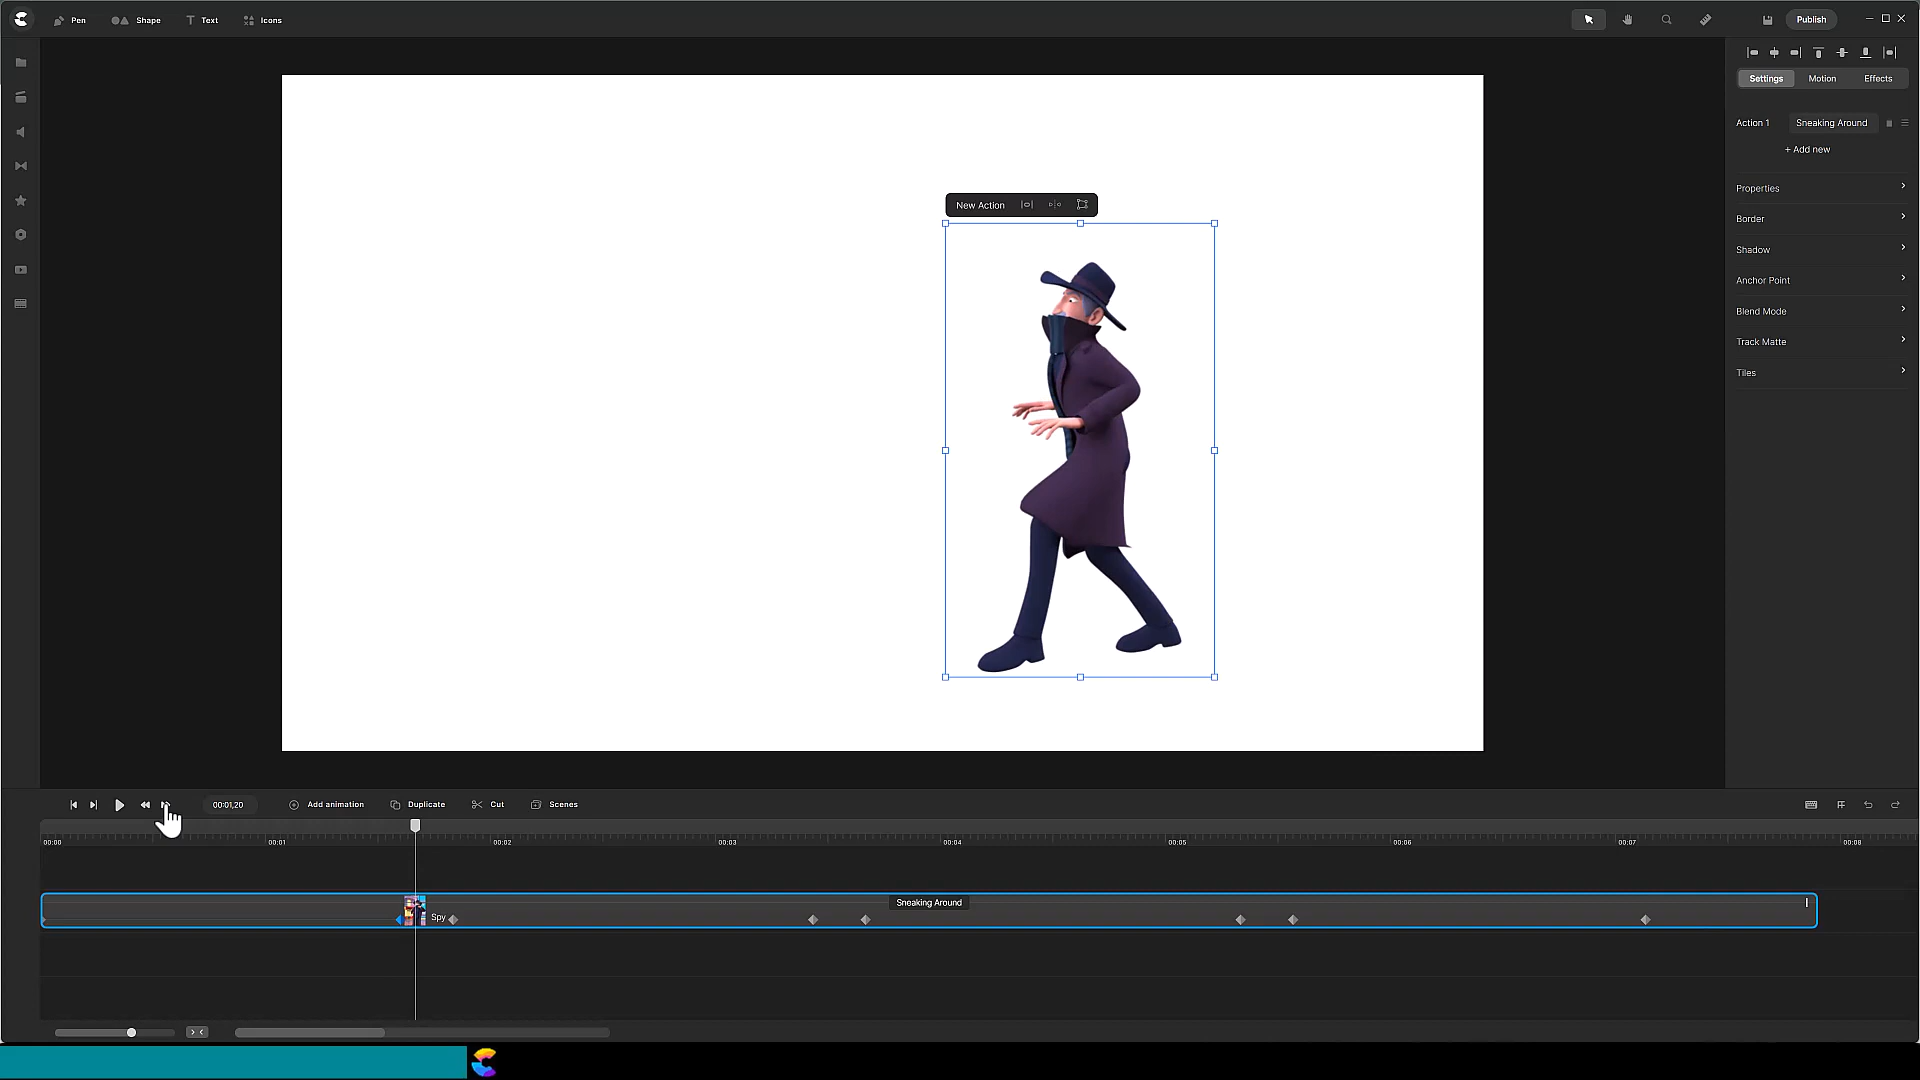 Pen
Shape
Text
Icons
Publish
Settings
Motion
Effects
Action 1
Sneaking Around
+ Add new
Properties
Border
Shadow
Anchor Point
Blend Mode
Track Matte
Tiles
New Action
00:01,20
Add animation
Duplicate
Cut
Scenes
00:00
00:01
00:02
00:03
00:04
00:05
00:06
00:07
00:08
Sneaking Around
Spy